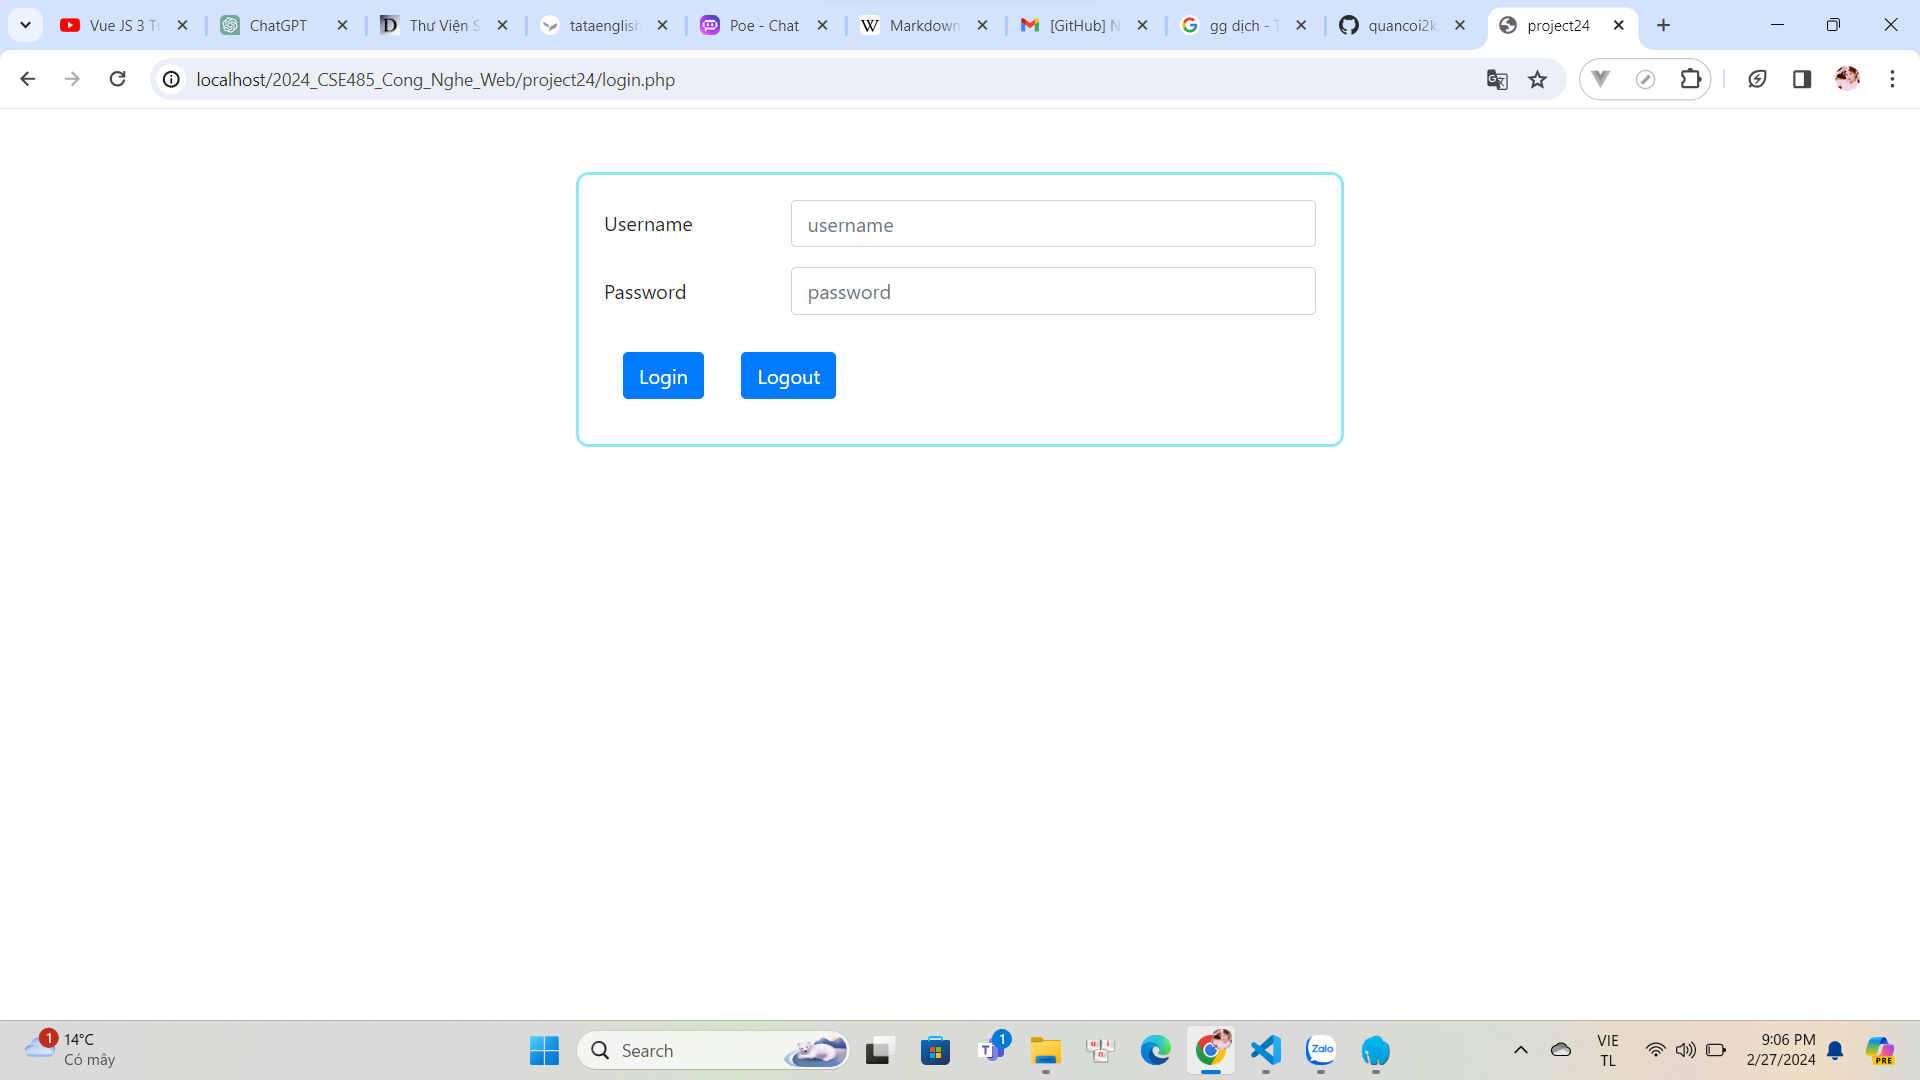 Vue JS 3 Tu
ChatGPT
Thư Viện S
tataenglish
Poe - Chat
Markdown
[GitHub] N
gg dịch - T
quancoi2k
project24
localhost/2024_CSE485_Cong_Nghe_Web/project24/login.php
Username
username
Password
password
Login
Logout
1
14°C
Có mây
Search
1
Zalo
VIE
TL
9:06 PM
2/27/2024
PRE